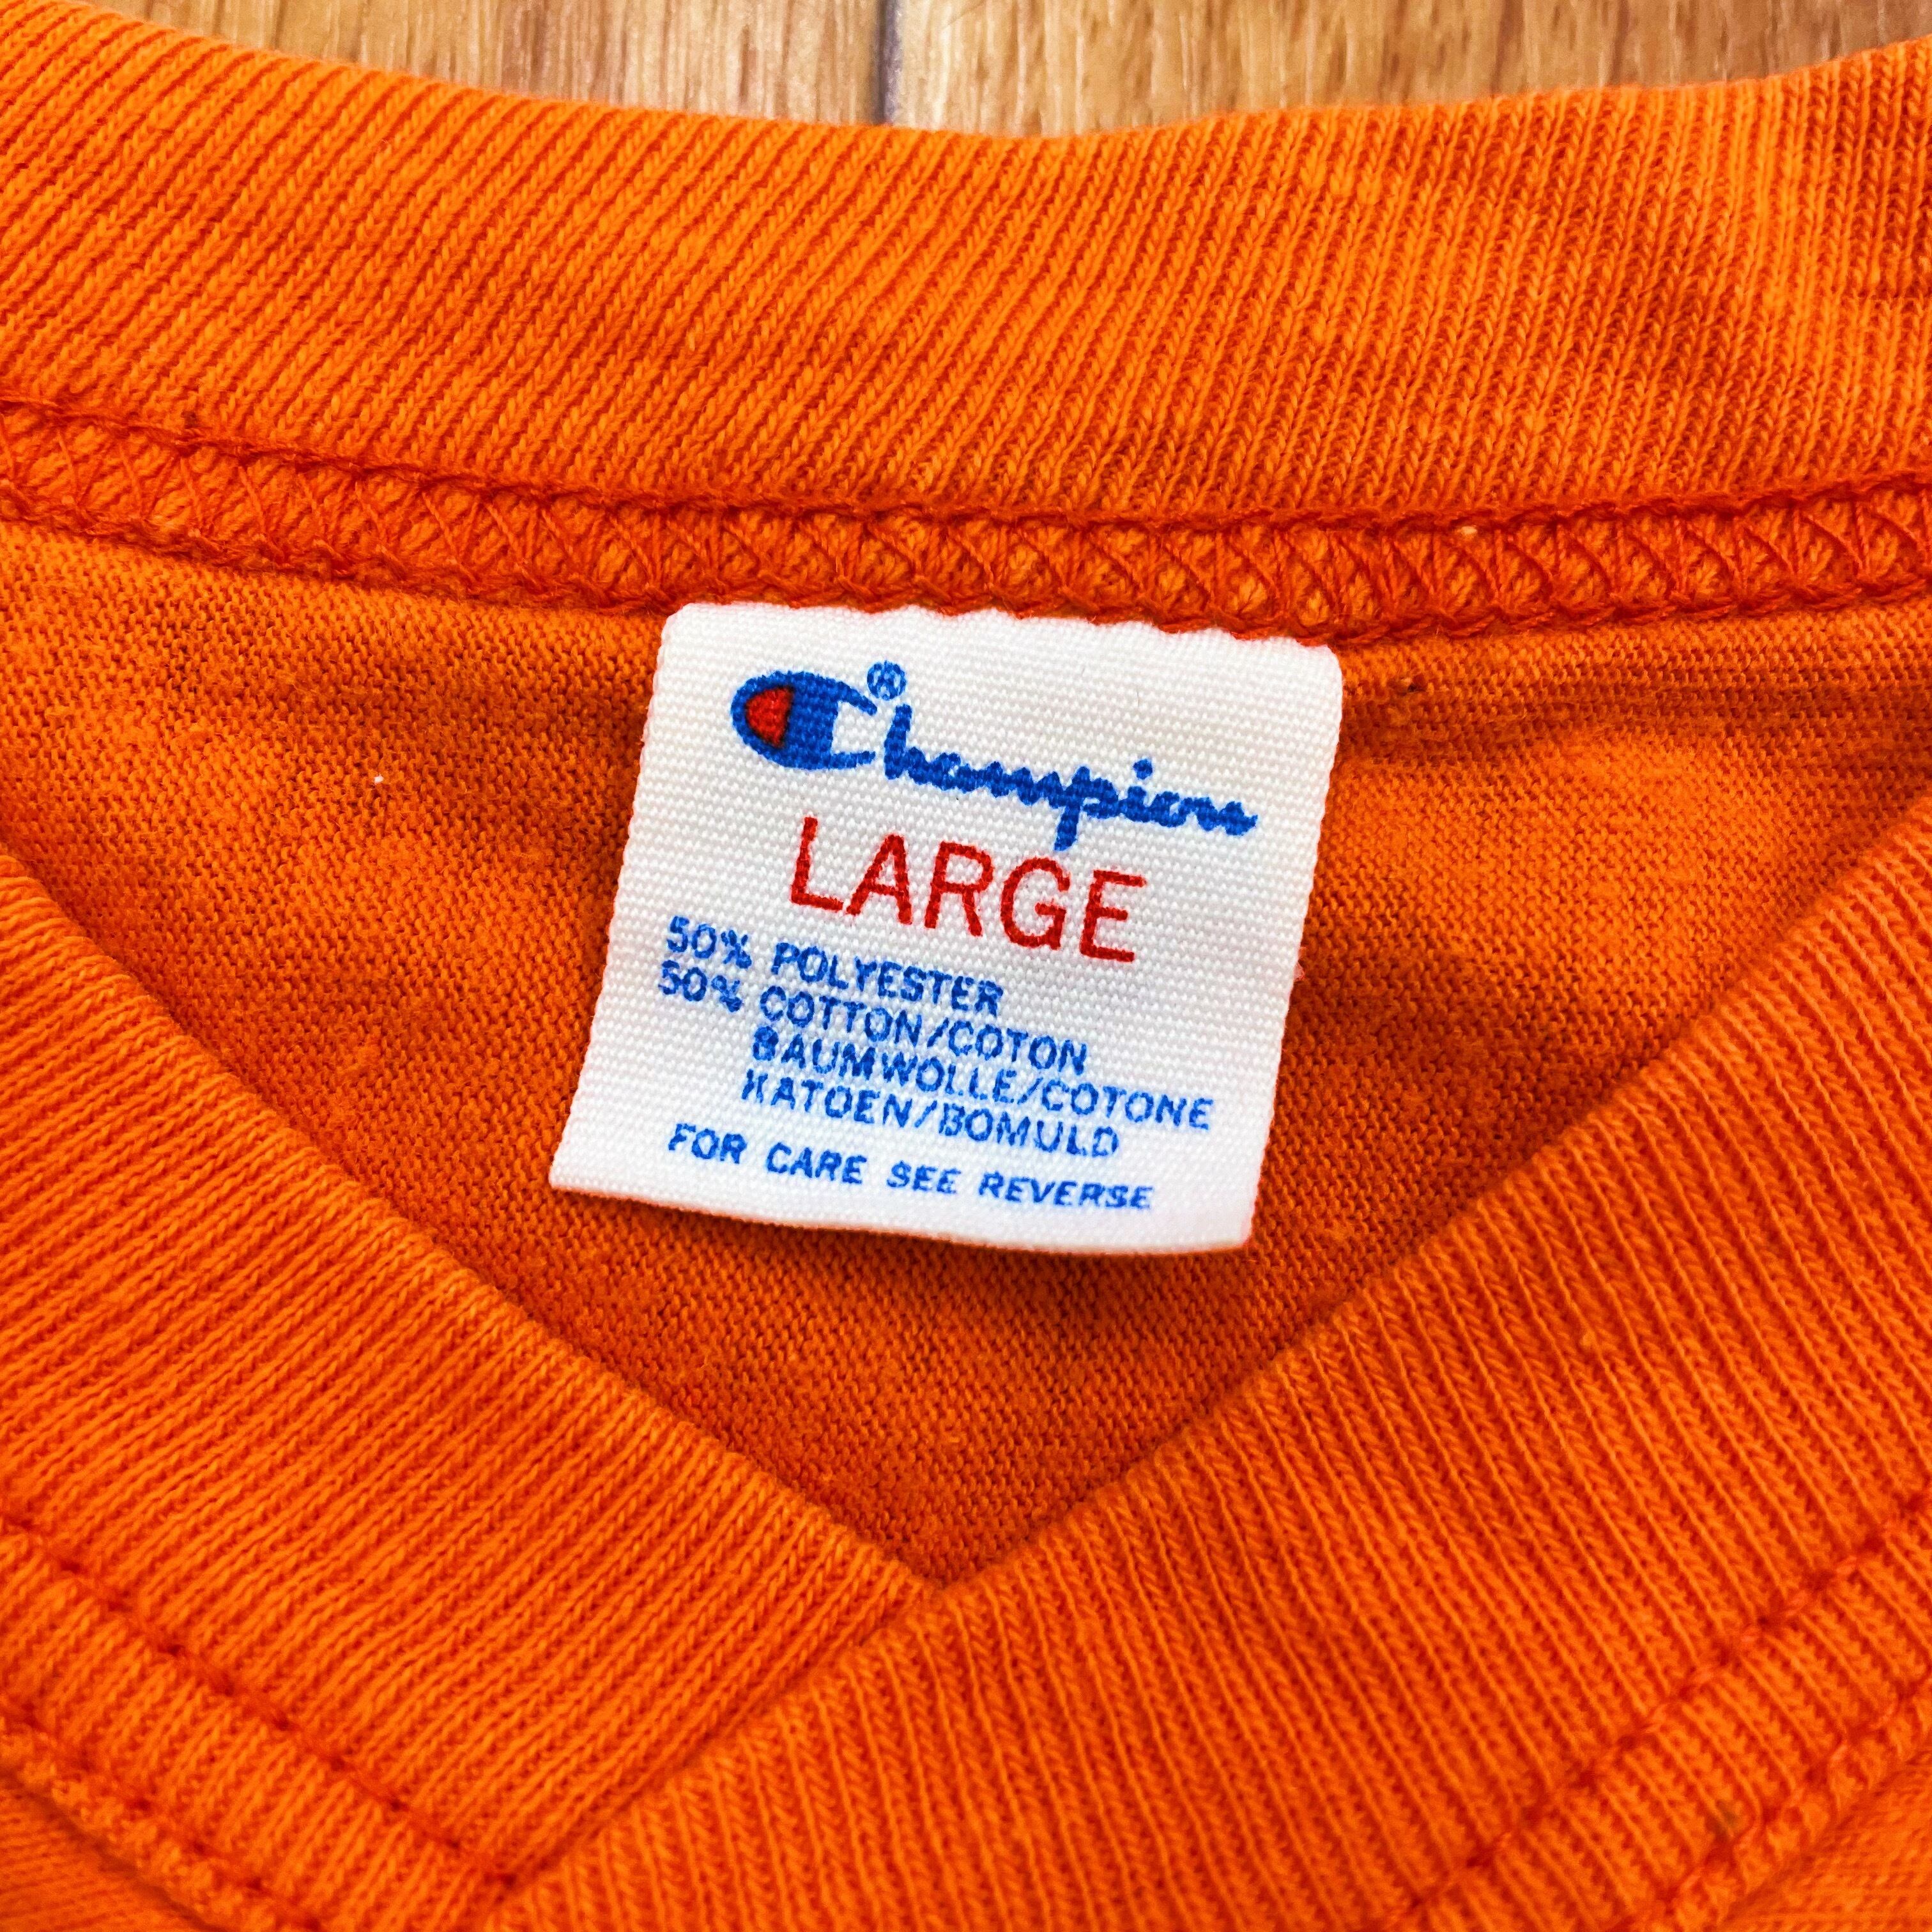 Champion®
LARGE
50% POLYESTER
50% COTTON/COTON
BAUMWOLLE/COTONE
KATOEN/BOMULD
FOR CARE SEE REVERSE